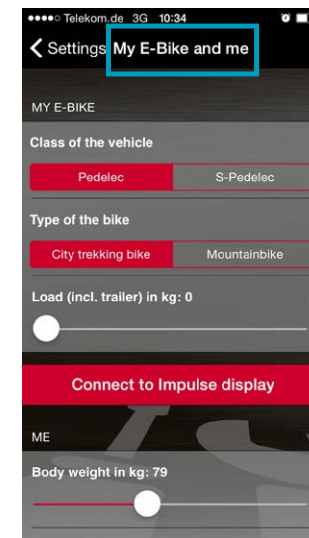 Telekom.de 3G 10:34
Settings My E-Bike and me
MY E-BIKE
Class of the vehicle
Pedelec S-Pedelec
Type of the bike
City trekking bike Mountainbike
Load (incl. trailer) in kg: 0
Connect to Impulse display
ME
Body weight in kg: 79